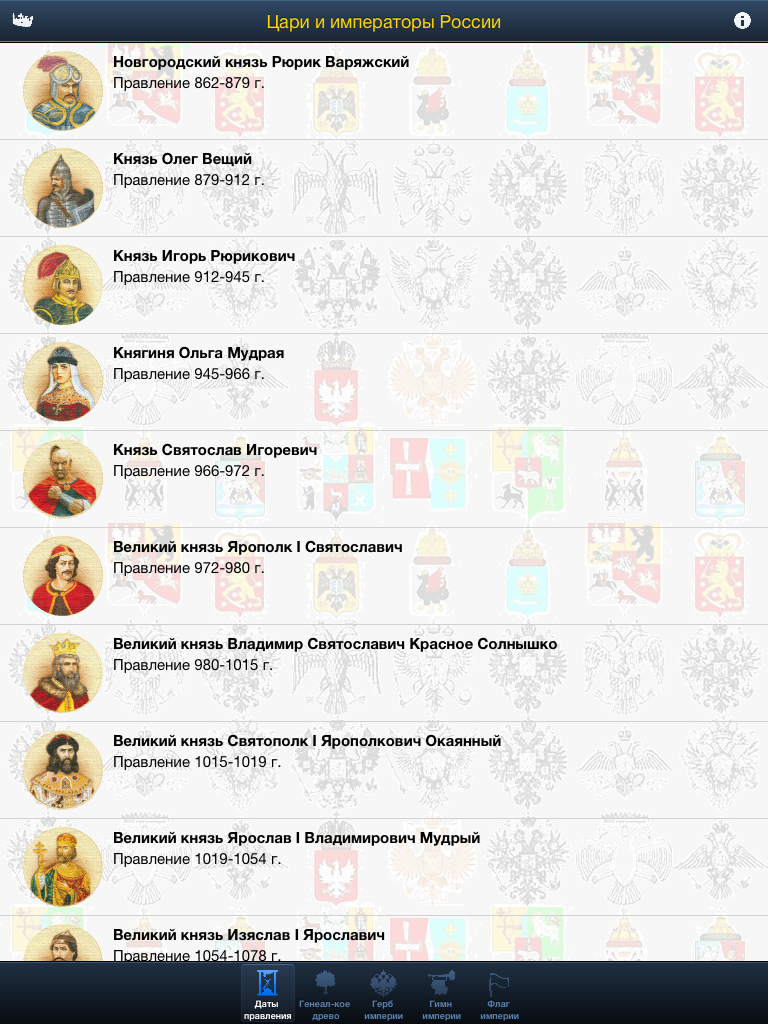 Цари и императоры России
Новгородский князь Рюрик Варяжский
Правление 862-879 г.
Князь Олег Вещий
Правление 879-912 г.
Князь Игорь Рюрикович
Правление 912-945 г.
Княгиня Ольга Мудрая
Правление 945-966 г.
Князь Святослав Игоревич
Правление 966-972 г.
Великий князь Ярополк I Святославич
Правление 972-980 г.
Великий князь Владимир Святославич Красное Солнышко
Правление 980-1015 г.
Великий князь Святополк I Ярополкович Окаянный
Правление 1015-1019 г.
Великий князь Ярослав I Владимирович Мудрый
Правление 1019-1054 г.
Великий князь Изяслав I Ярославич
Правление 1054-1078 г.
Даты
правления
Генеал-кое
древо
Герб
империи
Гимн
империи
Флаг
империи